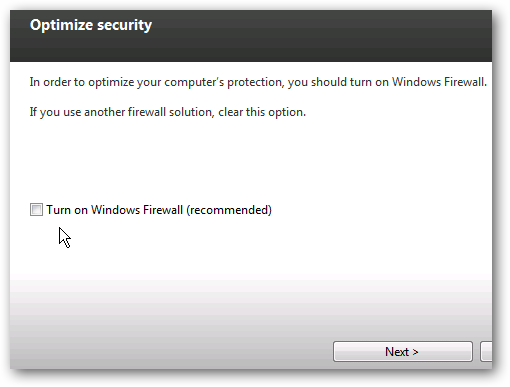 Optimize security
In order to optimize your computer's protection, you should turn on Windows Firewall.
If you use another firewall solution, clear this option.
Turn on Windows Firewall (recommended)
Next >